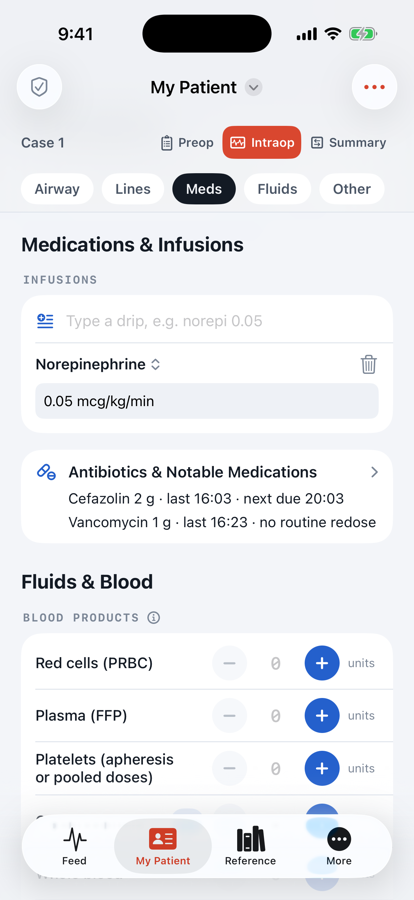 9:41
My Patient
Case 1
Preop
Intraop
Summary
Airway
Lines
Meds
Fluids
Other
Medications & Infusions
INFUSIONS
Type a drip, e.g. norepi 0.05
Norepinephrine
0.05 mcg/kg/min
Antibiotics & Notable Medications
Cefazolin 2 g · last 16:03 · next due 20:03
Vancomycin 1 g · last 16:23 · no routine redose
Fluids & Blood
BLOOD PRODUCTS
Red cells (PRBC)
0
units
Plasma (FFP)
0
units
Platelets (apheresis
or pooled doses)
0
units
Feed
My Patient
Reference
More